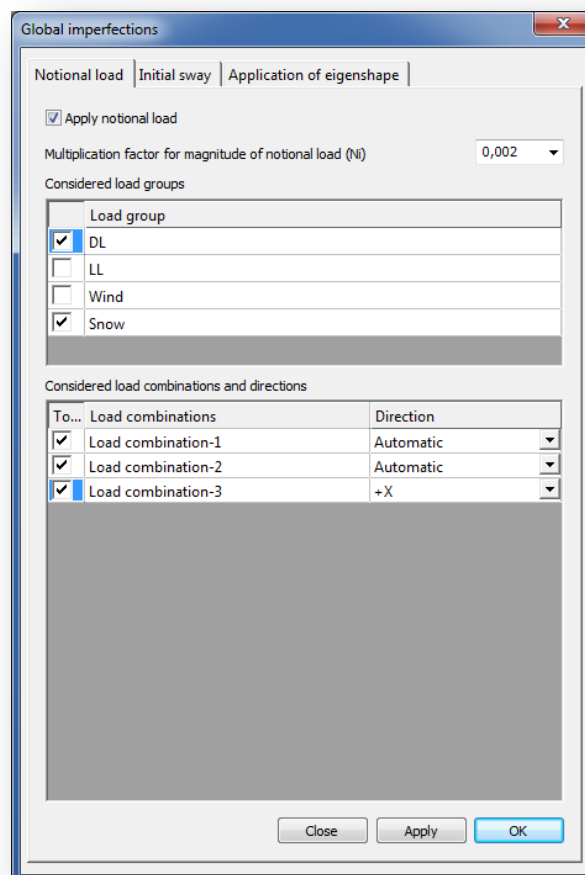 Global imperfections
Notional load Initial sway Application of eigenshape
Apply notional load
Multiplication factor for magnitude of notional load (Ni) 0,002
Considered load groups
Load group
DL
LL
Wind
Snow
Considered load combinations and directions
To... Load combinations Direction
Load combination-1 Automatic
Load combination-2 Automatic
Load combination-3 +X
Close Apply OK